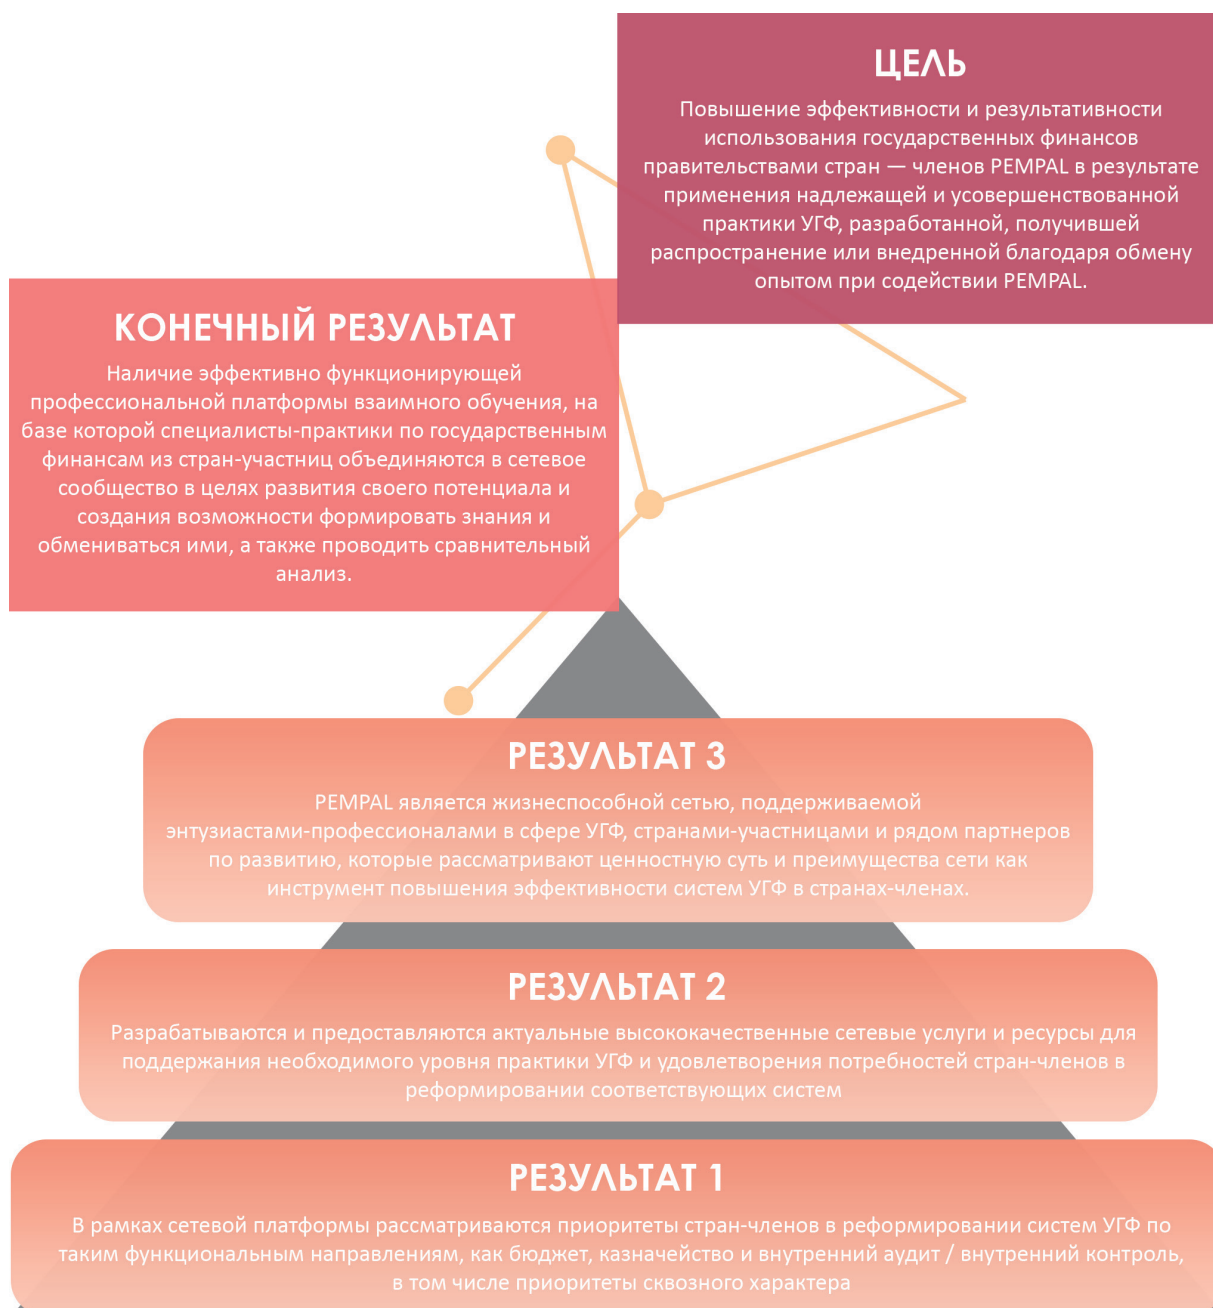 ЦЕЛЬ
Повышение эффективности и результативности
использования государственных финансов
правительствами стран — членов PEMPAL в результате
применения надлежащей и усовершенствованной
практики УГФ, разработанной, получившей
распространение или внедренной благодаря обмену
опытом при содействии PEMPAL.
КОНЕЧНЫЙ РЕЗУЛЬТАТ
Наличие эффективно функционирующей
профессиональной платформы взаимного обучения, на
базе которой специалисты-практики по государственным
финансам из стран-участниц объединяются в сетевое
сообщество в целях развития своего потенциала и
создания возможности формировать знания и
обмениваться ими, а также проводить сравнительный
анализ.
РЕЗУЛЬТАТ 3
PEMPAL является жизнеспособной сетью, поддерживаемой
энтузиастами-профессионалами в сфере УГФ, странами-участницами и рядом партнеров
по развитию, которые рассматривают ценностную суть и преимущества сети как
инструмент повышения эффективности систем УГФ в странах-членах.
РЕЗУЛЬТАТ 2
Разрабатываются и предоставляются актуальные высококачественные сетевые услуги и ресурсы для
поддержания необходимого уровня практики УГФ и удовлетворения потребностей стран-членов в
реформировании соответствующих систем
РЕЗУЛЬТАТ 1
В рамках сетевой платформы рассматриваются приоритеты стран-членов в реформировании систем УГФ по
таким функциональным направлениям, как бюджет, казначейство и внутренний аудит / внутренний контроль,
в том числе приоритеты сквозного характера